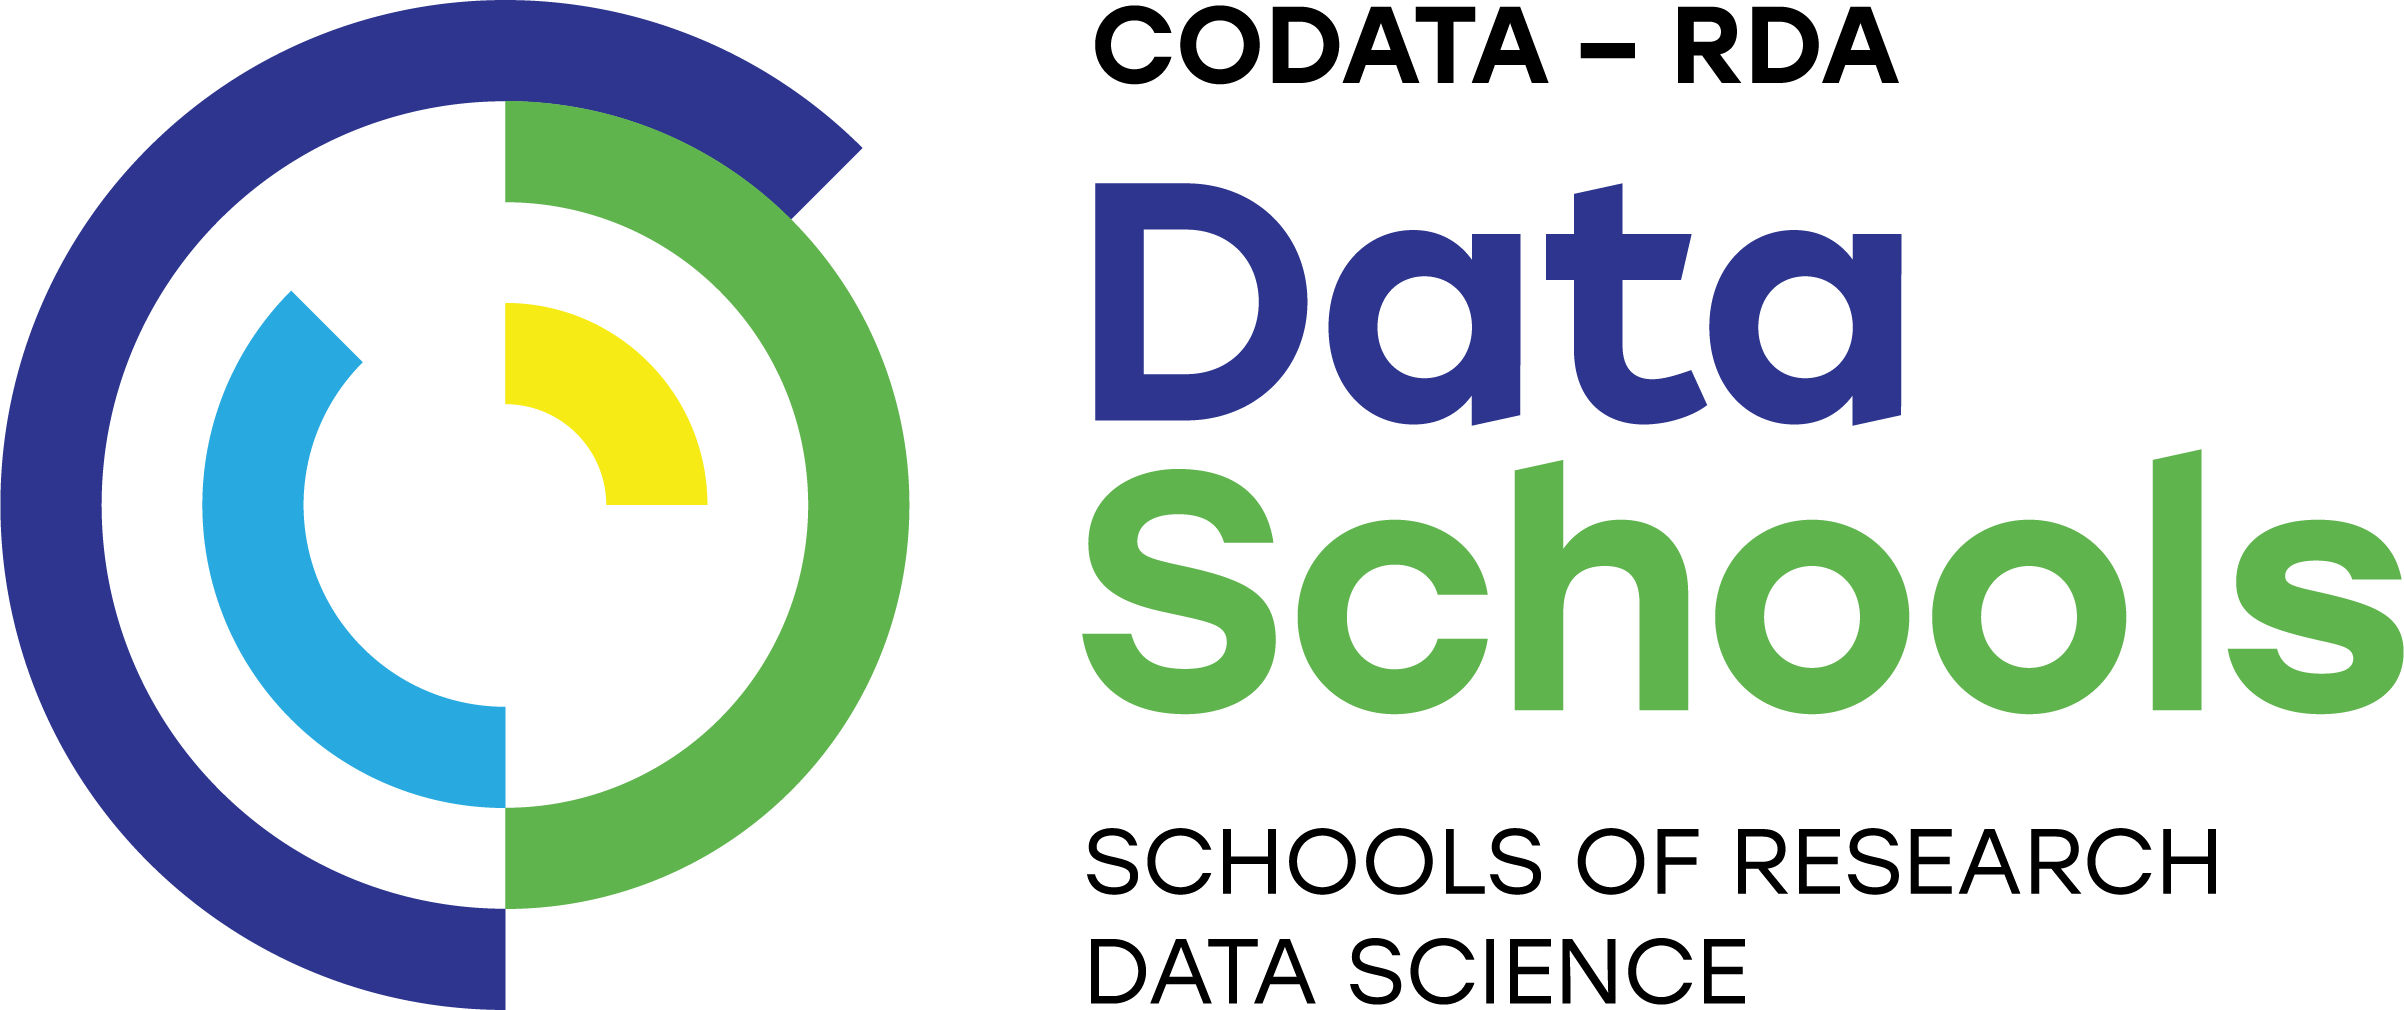 CODATA – RDA
Data
Schools
SCHOOLS OF RESEARCH
DATA SCIENCE